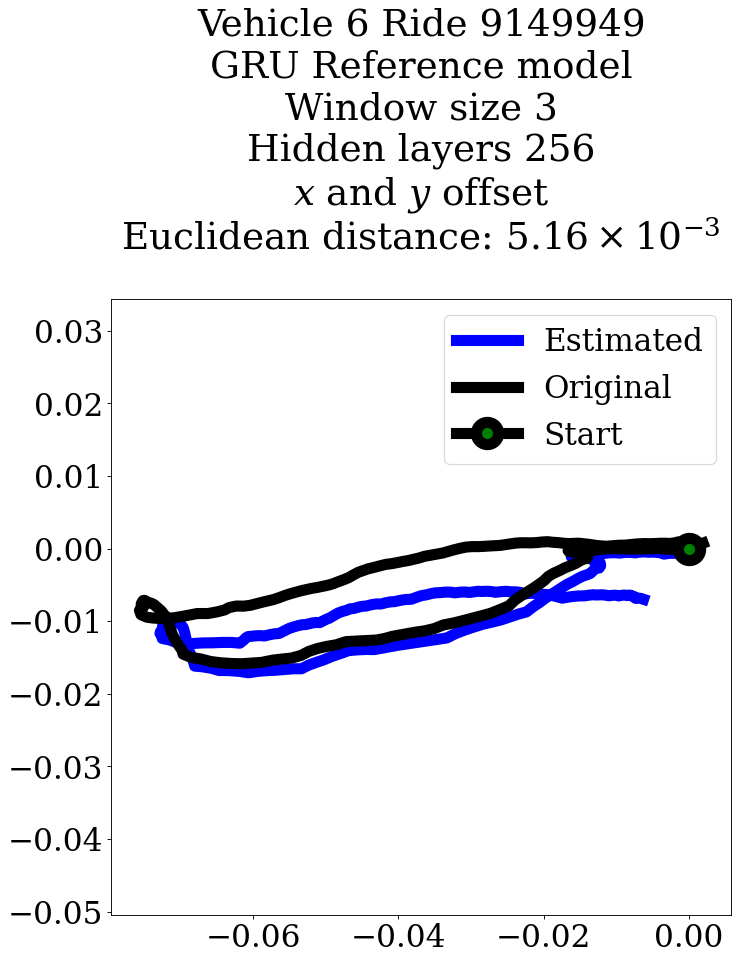 Vehicle 6 Ride 9149949
GRU Reference model
Window size 3
Hidden layers 256
x and y offset
Euclidean distance: 5.16 × 10⁻³
Estimated
Original
Start
0.03
0.02
0.01
0.00
−0.01
−0.02
−0.03
−0.04
−0.05
−0.06 −0.04 −0.02 0.00